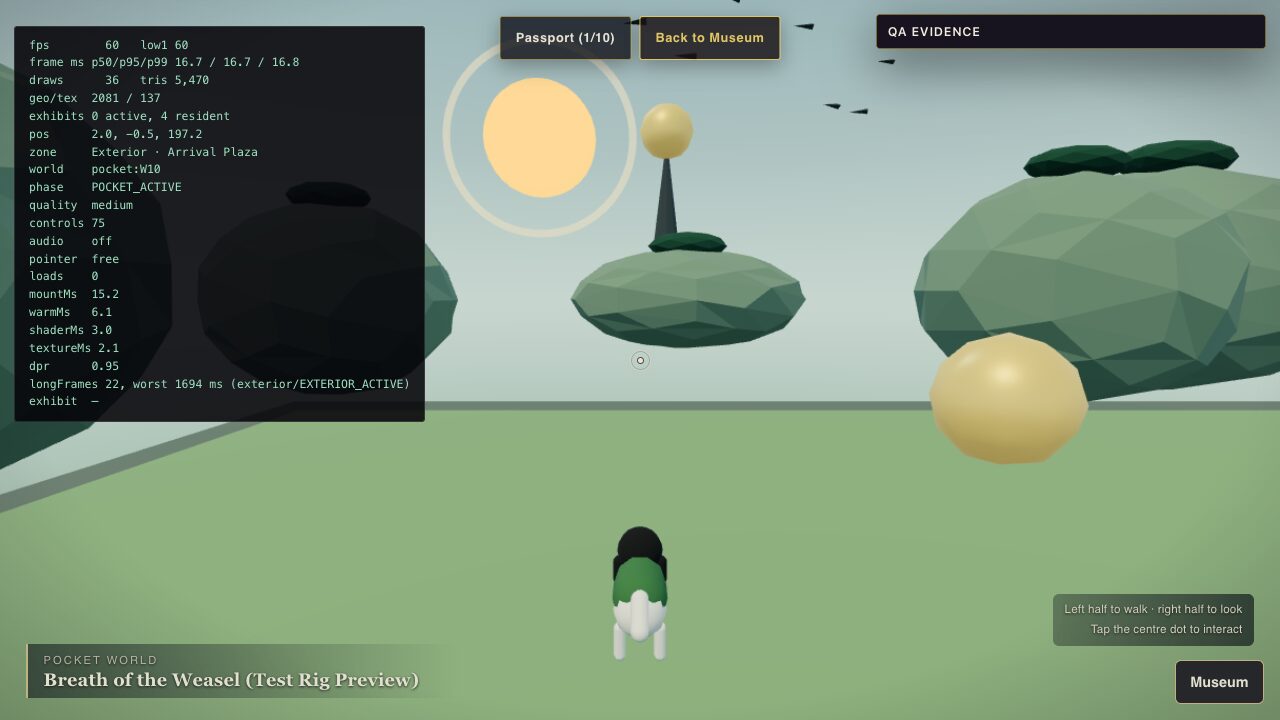 fps 60 low1 60
frame ms p50/p95/p99 16.7 / 16.7 / 16.8
draws 36 tris 5,470
geo/tex 2081 / 137
exhibits 0 active, 4 resident
pos 2.0, −0.5, 197.2
zone Exterior · Arrival Plaza
world pocket:W10
phase POCKET_ACTIVE
quality medium
controls 75
audio off
pointer free
loads 0
mountMs 15.2
warmMs 6.1
shaderMs 3.0
textureMs 2.1
dpr 0.95
longFrames 22, worst 1694 ms (exterior/EXTERIOR_ACTIVE)
exhibit —
Passport (1/10)
Back to Museum
QA EVIDENCE
Left half to walk · right half to look
Tap the centre dot to interact
POCKET WORLD
Breath of the Weasel (Test Rig Preview)
Museum